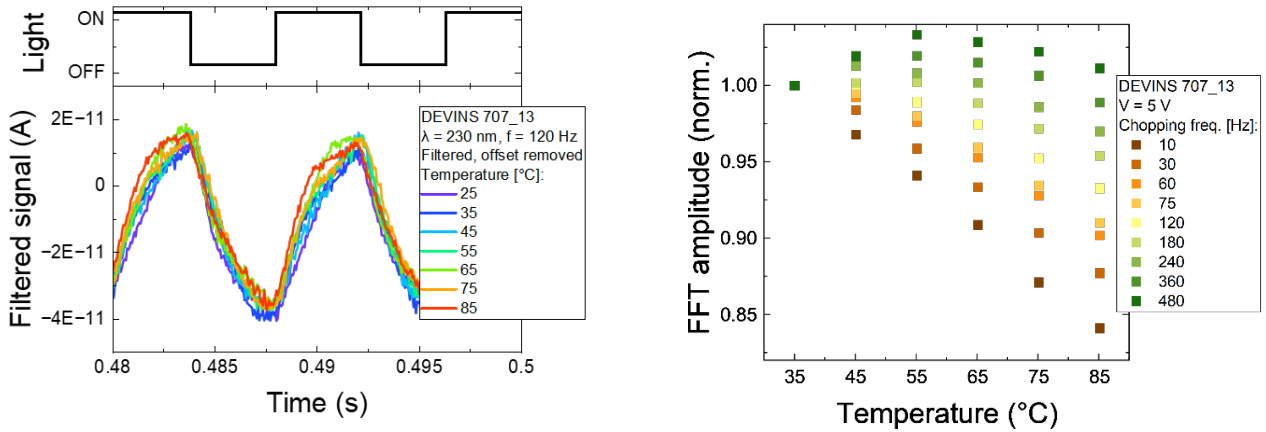 Light
ON
OFF
Filtered signal (A)
2E−11
0
−2E−11
−4E−11
DEVINS 707_13
λ = 230 nm, f = 120 Hz
Filtered, offset removed
Temperature [°C]:
25
35
45
55
65
75
85
0.48
0.485
0.49
0.495
0.5
Time (s)
FFT amplitude (norm.)
1.00
0.95
0.90
0.85
DEVINS 707_13
V = 5 V
Chopping freq. [Hz]:
10
30
60
75
120
180
240
360
480
35
45
55
65
75
85
Temperature (°C)